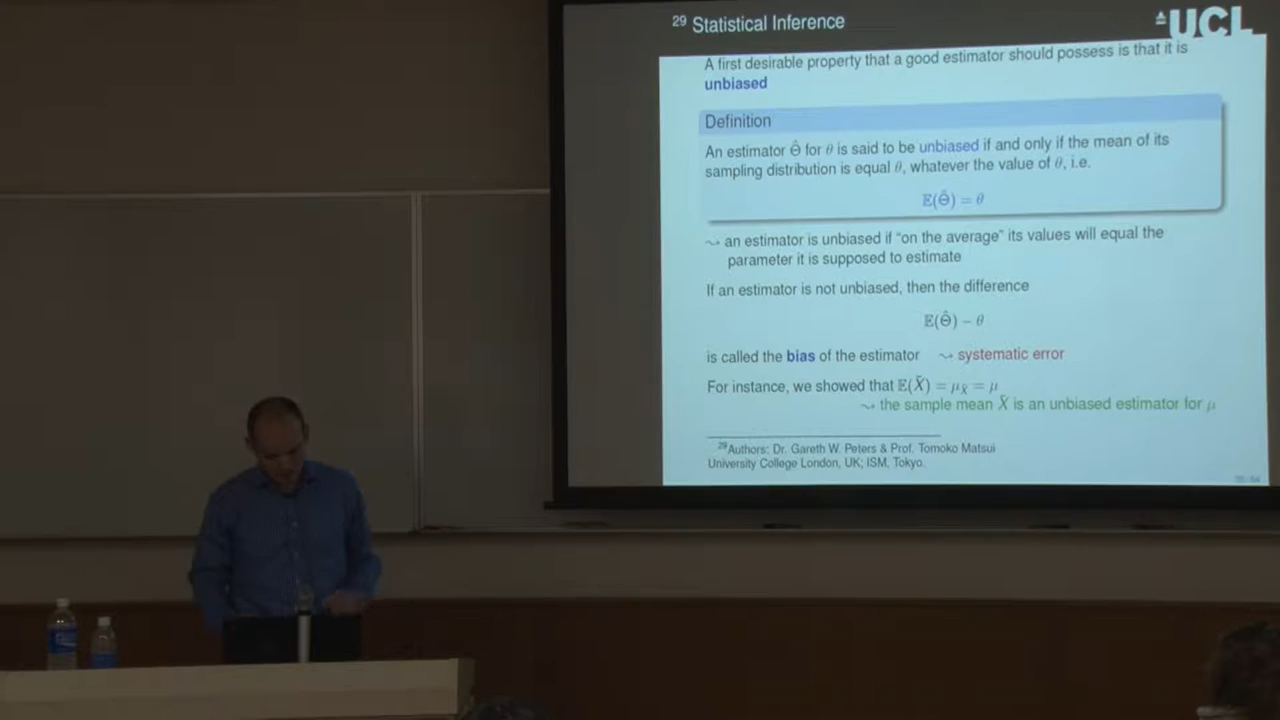 29 Statistical Inference
UCL
A first desirable property that a good estimator should possess is that it is
unbiased
Definition
An estimator Θ̂ for θ is said to be unbiased if and only if the mean of its
sampling distribution is equal θ, whatever the value of θ, i.e.
𝔼(Θ̂) = θ
⇝ an estimator is unbiased if “on the average” its values will equal the
parameter it is supposed to estimate
If an estimator is not unbiased, then the difference
𝔼(Θ̂) − θ
is called the bias of the estimator ⇝ systematic error
For instance, we showed that 𝔼(X̄) = μ_X̄ = μ
⇝ the sample mean X̄ is an unbiased estimator for μ
29Authors: Dr. Gareth W. Peters & Prof. Tomoko Matsui
University College London, UK; ISM, Tokyo.